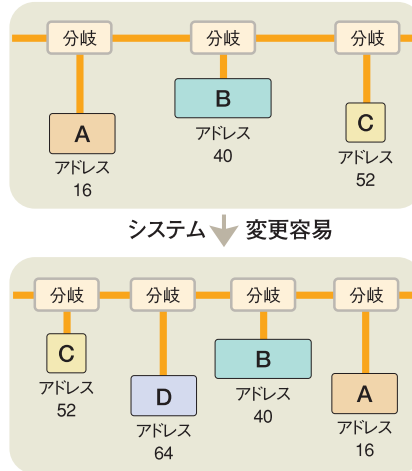 分岐 分岐 分岐
A
アドレス
16
B
アドレス
40
C
アドレス
52
システム 変更容易
分岐 分岐 分岐 分岐
C
アドレス
52
D
アドレス
64
B
アドレス
40
A
アドレス
16